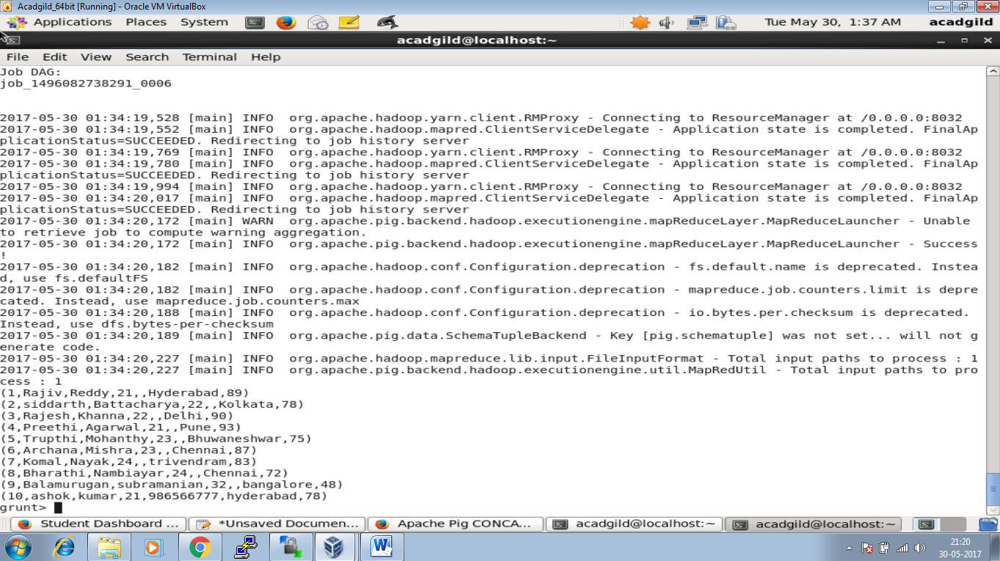 Acadgild_64bit [Running] - Oracle VM VirtualBox
Applications Places System Tue May 30, 1:37 AM acadgild
acadgild@localhost:~
File Edit View Search Terminal Help
Job DAG:
job_1496082738291_0006
2017-05-30 01:34:19,528 [main] INFO  org.apache.hadoop.yarn.client.RMProxy - Connecting to ResourceManager at /0.0.0.0:8032
2017-05-30 01:34:19,552 [main] INFO  org.apache.hadoop.mapred.ClientServiceDelegate - Application state is completed. FinalAp
plicationStatus=SUCCEEDED. Redirecting to job history server
2017-05-30 01:34:19,769 [main] INFO  org.apache.hadoop.yarn.client.RMProxy - Connecting to ResourceManager at /0.0.0.0:8032
2017-05-30 01:34:19,780 [main] INFO  org.apache.hadoop.mapred.ClientServiceDelegate - Application state is completed. FinalAp
plicationStatus=SUCCEEDED. Redirecting to job history server
2017-05-30 01:34:19,994 [main] INFO  org.apache.hadoop.yarn.client.RMProxy - Connecting to ResourceManager at /0.0.0.0:8032
2017-05-30 01:34:20,017 [main] INFO  org.apache.hadoop.mapred.ClientServiceDelegate - Application state is completed. FinalAp
plicationStatus=SUCCEEDED. Redirecting to job history server
2017-05-30 01:34:20,172 [main] WARN  org.apache.pig.backend.hadoop.executionengine.mapReduceLayer.MapReduceLauncher - Unable
to retrieve job to compute warning aggregation.
2017-05-30 01:34:20,172 [main] INFO  org.apache.pig.backend.hadoop.executionengine.mapReduceLayer.MapReduceLauncher - Success
!
2017-05-30 01:34:20,182 [main] INFO  org.apache.hadoop.conf.Configuration.deprecation - fs.default.name is deprecated. Instea
d, use fs.defaultFS
2017-05-30 01:34:20,182 [main] INFO  org.apache.hadoop.conf.Configuration.deprecation - mapreduce.job.counters.limit is depre
cated. Instead, use mapreduce.job.counters.max
2017-05-30 01:34:20,188 [main] INFO  org.apache.hadoop.conf.Configuration.deprecation - io.bytes.per.checksum is deprecated.
Instead, use dfs.bytes-per-checksum
2017-05-30 01:34:20,189 [main] INFO  org.apache.pig.data.SchemaTupleBackend - Key [pig.schematuple] was not set... will not g
enerate code.
2017-05-30 01:34:20,227 [main] INFO  org.apache.hadoop.mapreduce.lib.input.FileInputFormat - Total input paths to process : 1
2017-05-30 01:34:20,227 [main] INFO  org.apache.pig.backend.hadoop.executionengine.util.MapRedUtil - Total input paths to pro
cess : 1
(1,Rajiv,Reddy,21,,Hyderabad,89)
(2,siddarth,Battacharya,22,,Kolkata,78)
(3,Rajesh,Khanna,22,,Delhi,90)
(4,Preethi,Agarwal,21,,Pune,93)
(5,Trupthi,Mohanthy,23,,Bhuwaneshwar,75)
(6,Archana,Mishra,23,,Chennai,87)
(7,Komal,Nayak,24,,trivendram,83)
(8,Bharathi,Nambiayar,24,,Chennai,72)
(9,Balamurugan,subramanian,32,,bangalore,48)
(10,ashok,kumar,21,986566777,hyderabad,78)
grunt>
Student Dashboard ... *Unsaved Documen... Apache Pig CONCA... acadgild@localhost:~ acadgild@localhost:~
21:20
30-05-2017